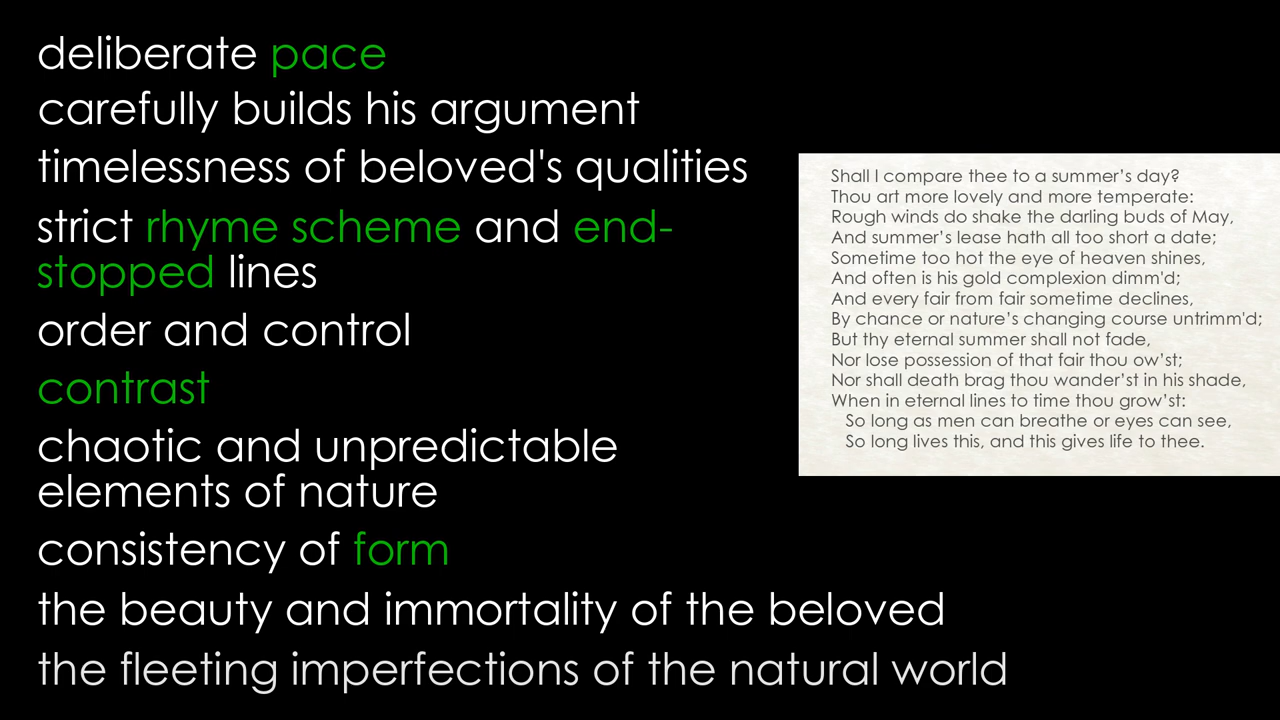 deliberate pace
carefully builds his argument
timelessness of beloved's qualities
strict rhyme scheme and end-
stopped lines
order and control
contrast
chaotic and unpredictable
elements of nature
consistency of form
the beauty and immortality of the beloved
the fleeting imperfections of the natural world
Shall I compare thee to a summer’s day?
Thou art more lovely and more temperate:
Rough winds do shake the darling buds of May,
And summer’s lease hath all too short a date;
Sometime too hot the eye of heaven shines,
And often is his gold complexion dimm'd;
And every fair from fair sometime declines,
By chance or nature’s changing course untrimm'd;
But thy eternal summer shall not fade,
Nor lose possession of that fair thou ow’st;
Nor shall death brag thou wander’st in his shade,
When in eternal lines to time thou grow’st:
So long as men can breathe or eyes can see,
So long lives this, and this gives life to thee.